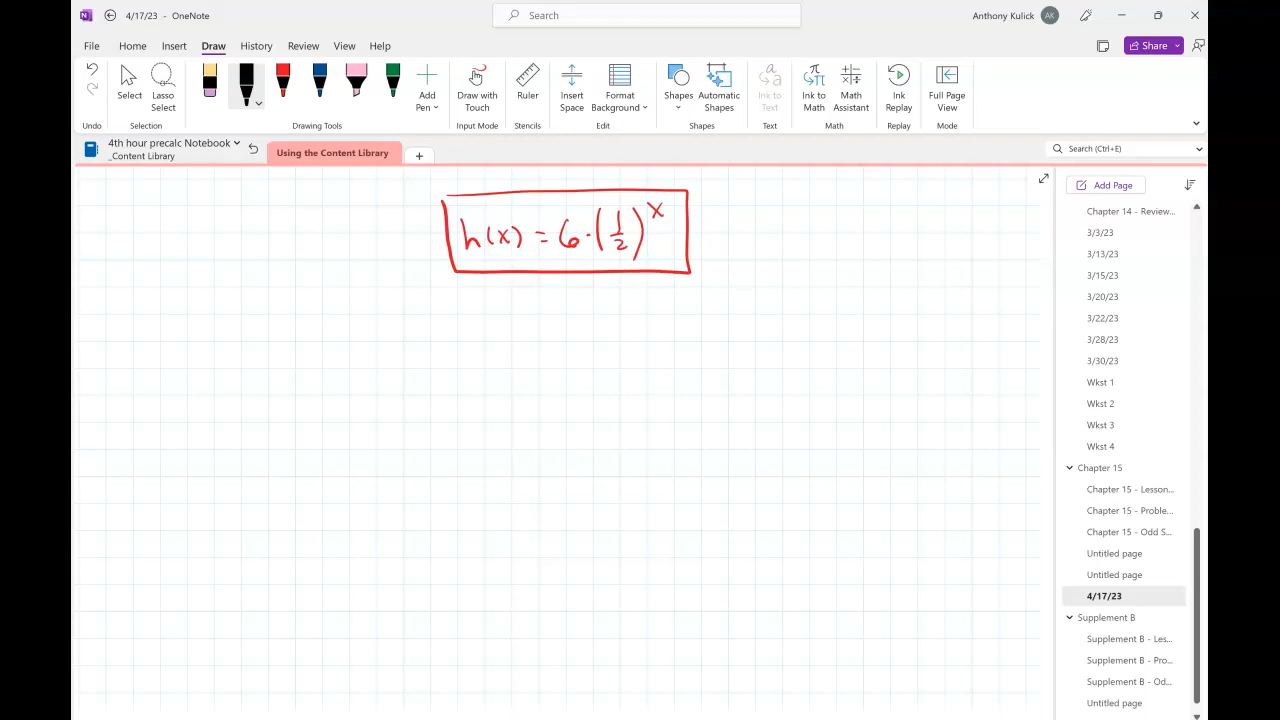 4/17/23 - OneNote
Search
Anthony Kulick
AK
File Home Insert Draw History Review View Help
Share
Undo
Select
Lasso Select
Add Pen
Draw with Touch
Ruler
Insert Space
Format Background
Shapes
Automatic Shapes
Ink to Text
Ink to Math
Math Assistant
Ink Replay
Full Page View
Undo Selection Drawing Tools Input Mode Stencils Edit Shapes Text Math Replay Mode
4th hour precalc Notebook
_Content Library
Using the Content Library
Search (Ctrl+E)
Add Page
h(x) = 6·(1/2)^x
Chapter 14 - Review...
3/3/23
3/13/23
3/15/23
3/20/23
3/22/23
3/28/23
3/30/23
Wkst 1
Wkst 2
Wkst 3
Wkst 4
Chapter 15
Chapter 15 - Lesson...
Chapter 15 - Proble...
Chapter 15 - Odd S...
Untitled page
Untitled page
4/17/23
Supplement B
Supplement B - Les...
Supplement B - Pro...
Supplement B - Od...
Untitled page